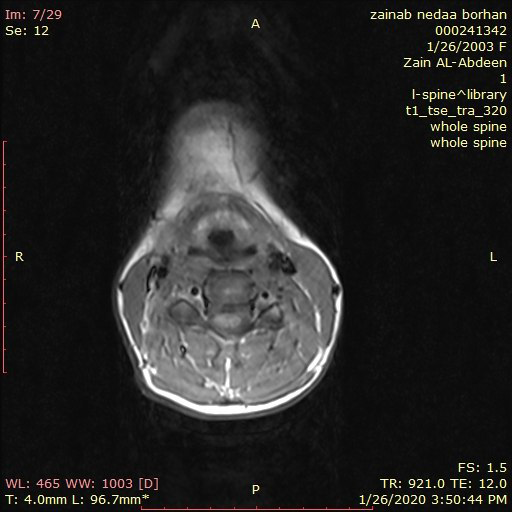 Im: 7/29
Se: 12
A
zainab nedaa borhan
000241342
1/26/2003 F
Zain AL-Abdeen
1
l-spine^library
t1_tse_tra_320
whole spine
whole spine
R
L
WL: 465 WW: 1003 [D]
T: 4.0mm L: 96.7mm*
P
FS: 1.5
TR: 921.0 TE: 12.0
1/26/2020 3:50:44 PM